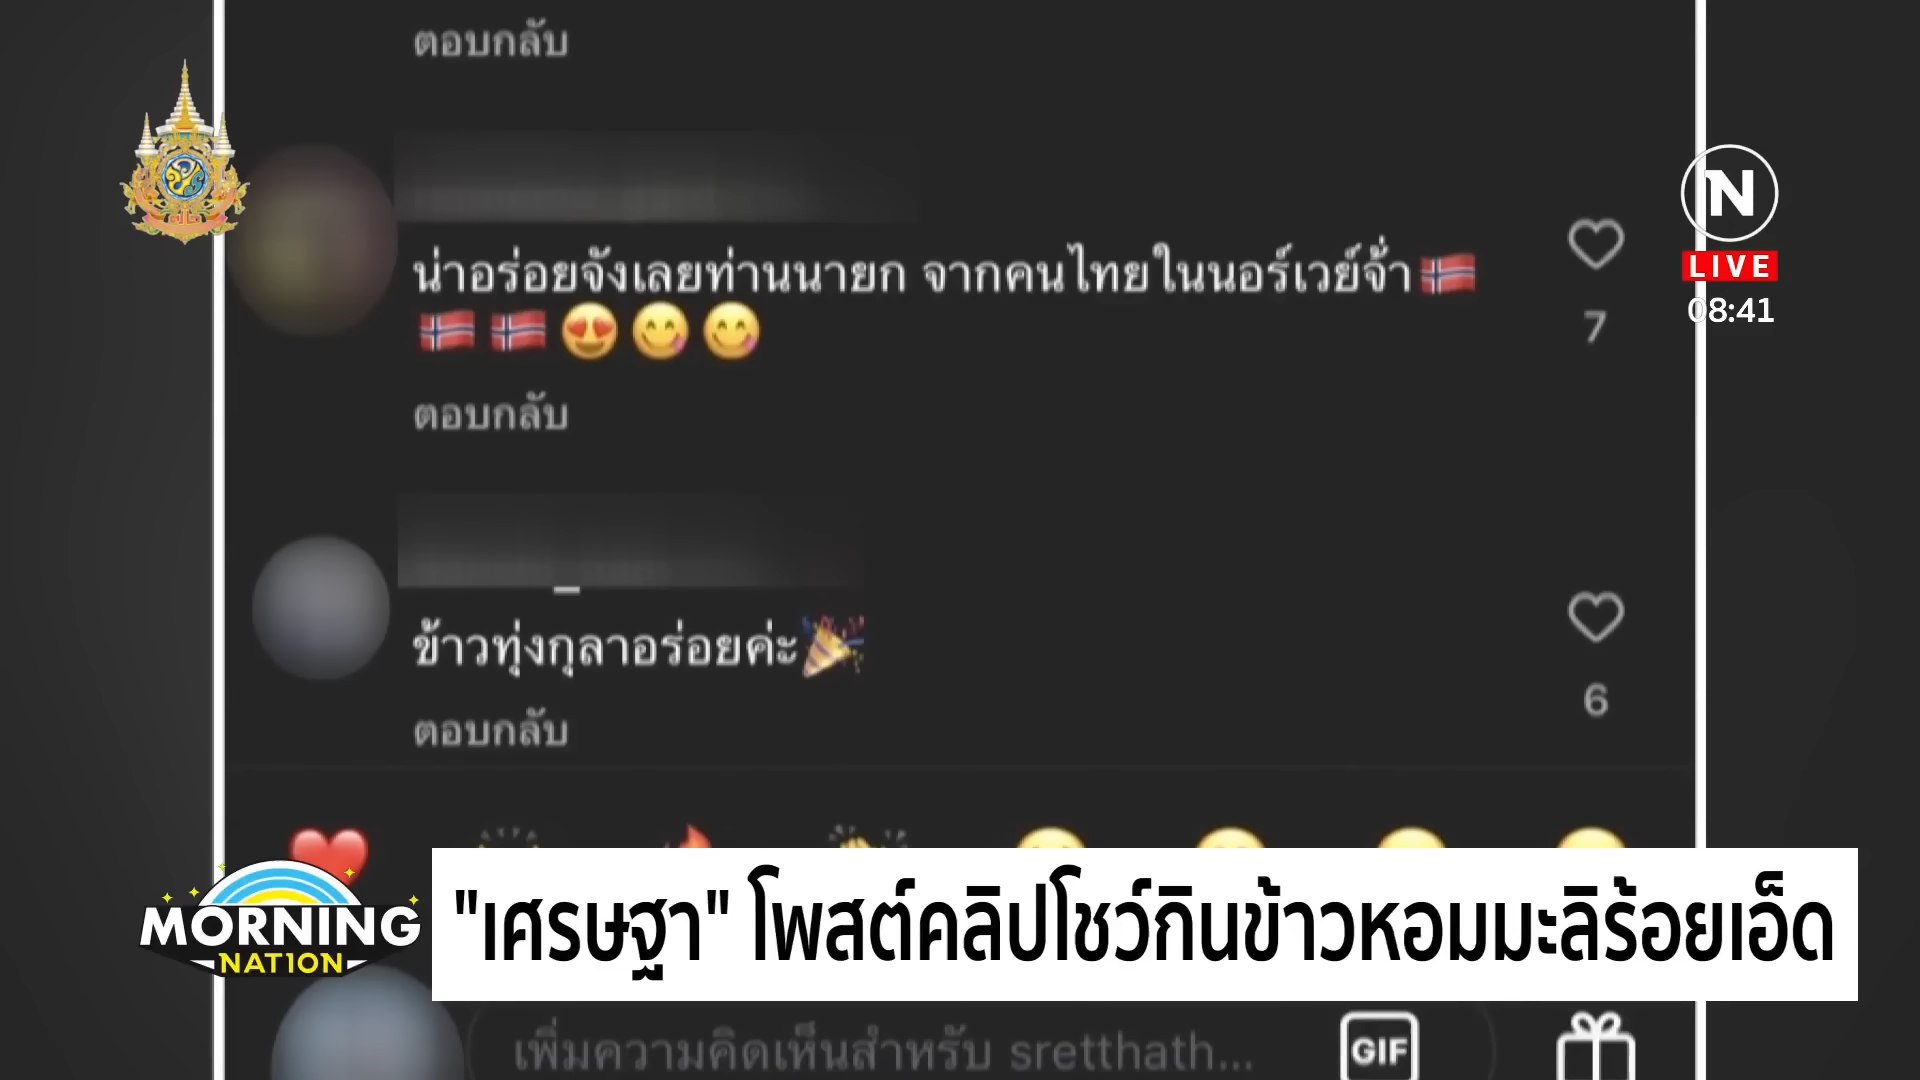 ตอบกลับ
น่าอร่อยจังเลยท่านนายก จากคนไทยในนอร์เวย์จ้า🇳🇴
🇳🇴🇳🇴😍😋😋
7
ตอบกลับ
ข้าวทุ่งกุลาอร่อยค่ะ🎉
6
ตอบกลับ
N
LIVE
08:41
MORNING
NATION
"เศรษฐา" โพสต์คลิปโชว์กินข้าวหอมมะลิร้อยเอ็ด
เพิ่มความคิดเห็นสำหรับ sretthath...
GIF